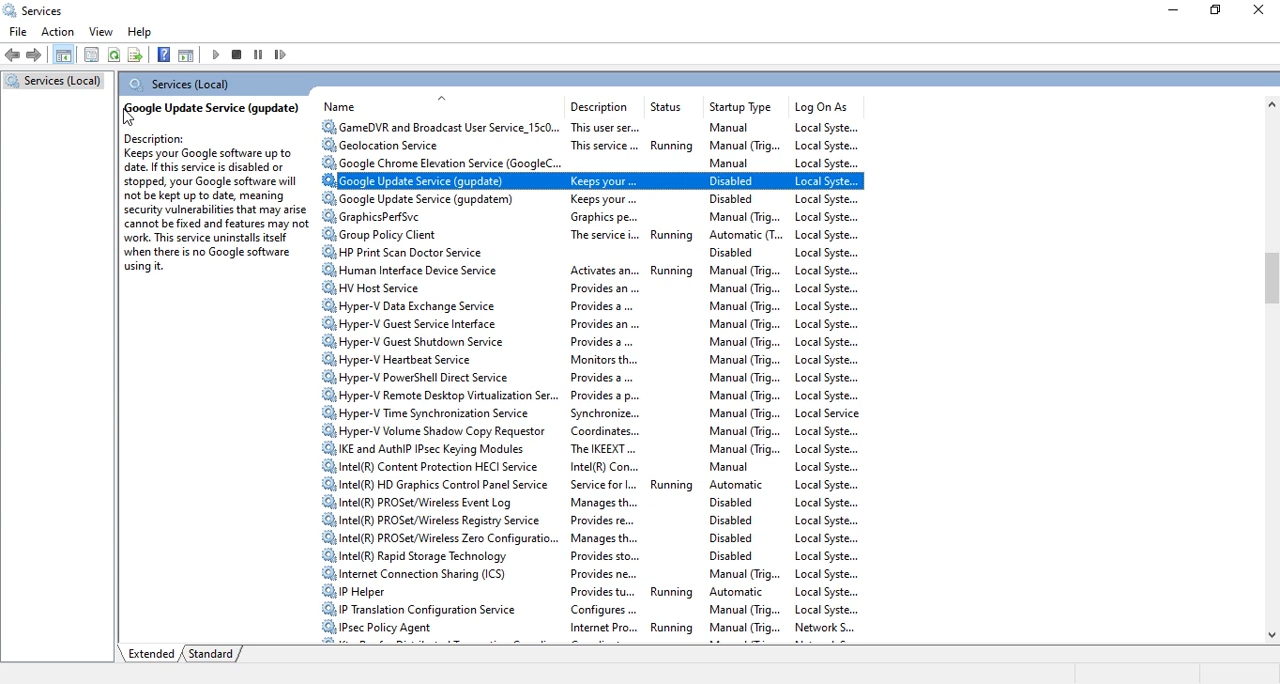 Services
File Action View Help
Services (Local)
Services (Local)
Google Update Service (gupdate)
Description:
Keeps your Google software up to
date. If this service is disabled or
stopped, your Google software will
not be kept up to date, meaning
security vulnerabilities that may arise
cannot be fixed and features may not
work. This service uninstalls itself
when there is no Google software
using it.
Name Description Status Startup Type Log On As
GameDVR and Broadcast User Service_15c0... This user ser... Manual Local Syste...
Geolocation Service This service ... Running Manual (Trig... Local Syste...
Google Chrome Elevation Service (GoogleC... Manual Local Syste...
Google Update Service (gupdate) Keeps your ... Disabled Local Syste...
Google Update Service (gupdatem) Keeps your ... Disabled Local Syste...
GraphicsPerfSvc Graphics pe... Manual (Trig... Local Syste...
Group Policy Client The service i... Running Automatic (T... Local Syste...
HP Print Scan Doctor Service Disabled Local Syste...
Human Interface Device Service Activates an... Running Manual (Trig... Local Syste...
HV Host Service Provides an ... Manual (Trig... Local Syste...
Hyper-V Data Exchange Service Provides a ... Manual (Trig... Local Syste...
Hyper-V Guest Service Interface Provides an ... Manual (Trig... Local Syste...
Hyper-V Guest Shutdown Service Provides a ... Manual (Trig... Local Syste...
Hyper-V Heartbeat Service Monitors th... Manual (Trig... Local Syste...
Hyper-V PowerShell Direct Service Provides a ... Manual (Trig... Local Syste...
Hyper-V Remote Desktop Virtualization Ser... Provides a p... Manual (Trig... Local Syste...
Hyper-V Time Synchronization Service Synchronize... Manual (Trig... Local Service
Hyper-V Volume Shadow Copy Requestor Coordinates... Manual (Trig... Local Syste...
IKE and AuthIP IPsec Keying Modules The IKEEXT ... Manual (Trig... Local Syste...
Intel(R) Content Protection HECI Service Intel(R) Con... Manual Local Syste...
Intel(R) HD Graphics Control Panel Service Service for I... Running Automatic Local Syste...
Intel(R) PROSet/Wireless Event Log Manages th... Disabled Local Syste...
Intel(R) PROSet/Wireless Registry Service Provides re... Disabled Local Syste...
Intel(R) PROSet/Wireless Zero Configuratio... Manages th... Disabled Local Syste...
Intel(R) Rapid Storage Technology Provides sto... Disabled Local Syste...
Internet Connection Sharing (ICS) Provides ne... Manual (Trig... Local Syste...
IP Helper Provides tu... Running Automatic Local Syste...
IP Translation Configuration Service Configures ... Manual (Trig... Local Syste...
IPsec Policy Agent Internet Pro... Running Manual (Trig... Network S...
Extended Standard